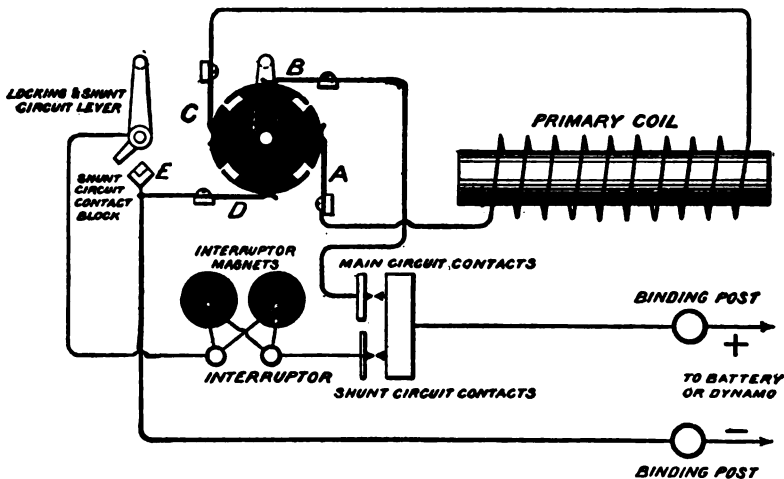 B
LOCKING & SHUNT
CIRCUIT LEVER
C
PRIMARY COIL
E
A
SHUNT
CIRCUIT
CONTACT
BLOCK
D
INTERRUPTOR
MAGNETS
MAIN CIRCUIT CONTACTS
BINDING POST
+
INTERRUPTOR
SHUNT CIRCUIT CONTACTS
TO BATTERY
OR DYNAMO
−
BINDING POST